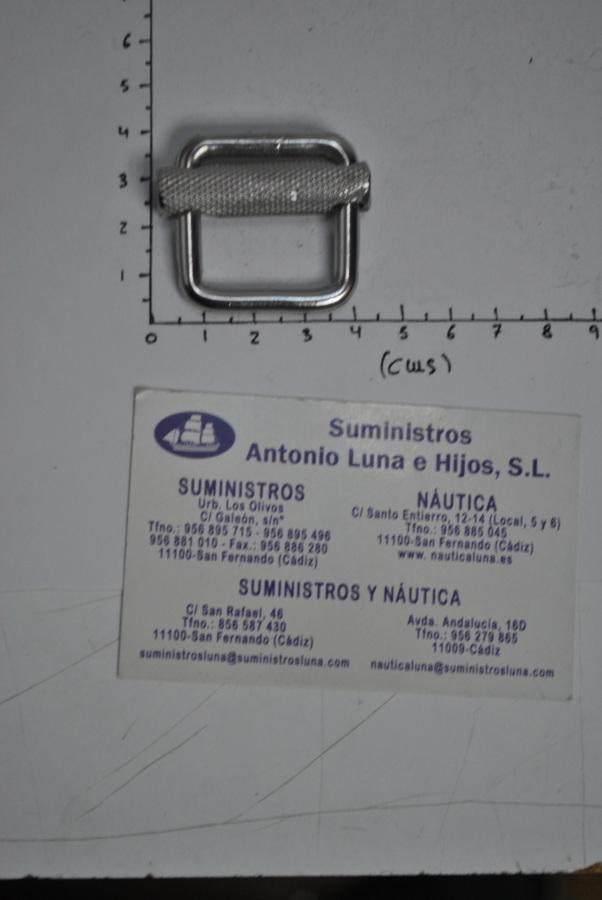 6
5
4
3
2
1
0 1 2 3 4 5 6 7 8 9
(cms)
Suministros
Antonio Luna e Hijos, S.L.
SUMINISTROS
Urb. Los Olivos
C/ Galeón, s/nº
Tfno.: 956 895 715 - 956 895 496
956 881 010 - Fax.: 956 886 280
11100-San Fernando (Cádiz)
NÁUTICA
C/ Santo Entierro, 12-14 (Local, 5 y 6)
Tfno.: 956 885 045
11100-San Fernando (Cádiz)
www. nauticaluna.es
SUMINISTROS Y NÁUTICA
C/ San Rafael, 46
Tfno.: 856 587 430
11100-San Fernando (Cádiz)
suministrosluna@suministrosluna.com
Avda. Andalucía, 16D
Tfno.: 956 279 865
11009-Cádiz
nauticaluna@suministrosluna.com